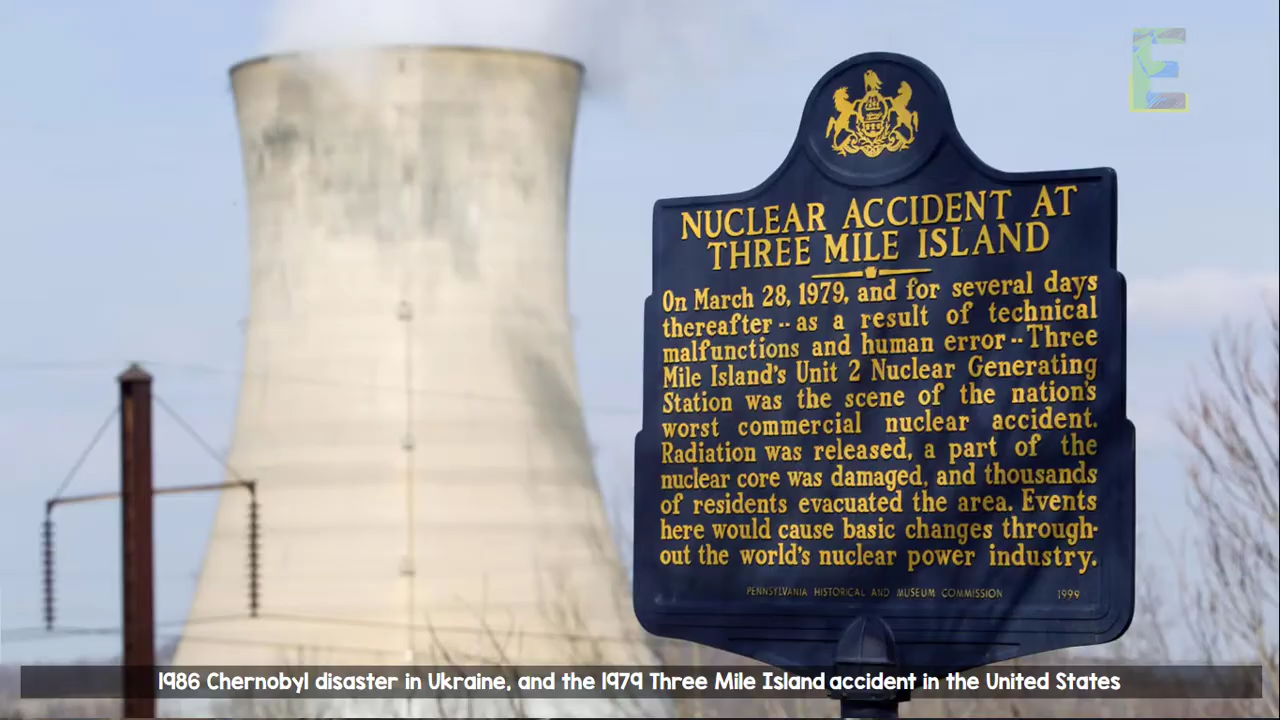 E
NUCLEAR ACCIDENT AT
THREE MILE ISLAND
On March 28, 1979, and for several days
thereafter--as a result of technical
malfunctions and human error--Three
Mile Island's Unit 2 Nuclear Generating
Station was the scene of the nation's
worst commercial nuclear accident.
Radiation was released, a part of the
nuclear core was damaged, and thousands
of residents evacuated the area. Events
here would cause basic changes through-
out the world's nuclear power industry.
PENNSYLVANIA HISTORICAL AND MUSEUM COMMISSION 1999
1986 Chernobyl disaster in Ukraine, and the 1979 Three Mile Island accident in the United States